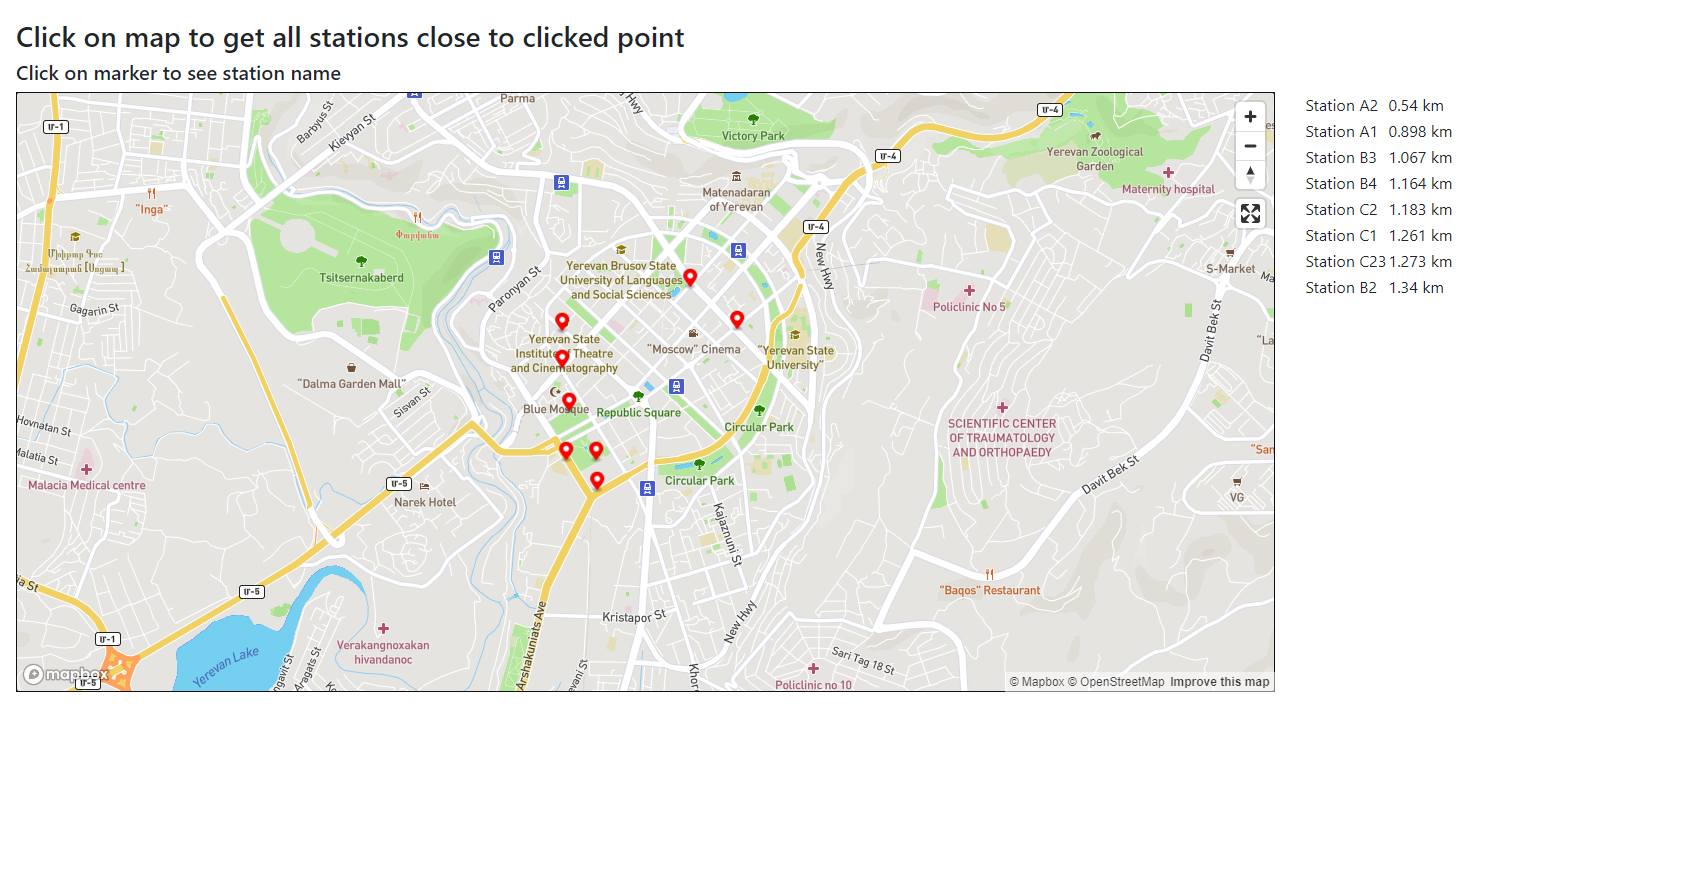 Click on map to get all stations close to clicked point
Click on marker to see station name
Station A2 0.54 km
Station A1 0.898 km
Station B3 1.067 km
Station B4 1.164 km
Station C2 1.183 km
Station C1 1.261 km
Station C23 1.273 km
Station B2 1.34 km
Parma
Barbyus St
Kievyan St
Victory Park
Մ-4
Մ-1
Մ-4
Yerevan Zoological
Garden
Maternity hospital
Matenadaran
of Yerevan
"Inga"
Մ-4
New Hwy
Մխիթար Գոշ
Tsitsernakaberd
Yerevan Brusov State
University of Languages
and Social Sciences
Paronyan St
S-Market
Gagarin St
Policlinic No 5
Davit Bek St
Yerevan State
Institute of Theatre
and Cinematography
"Moscow" Cinema
"Yerevan State
University"
"Dalma Garden Mall"
Sisvan St
Blue Mosque
Republic Square
Circular Park
Hovnatan St
Malatia St
SCIENTIFIC CENTER
OF TRAUMATOLOGY
AND ORTHOPAEDY
Davit Bek St
Malacia Medical centre
Մ-5
Narek Hotel
Circular Park
VG
Kajaznuni St
Մ-5
"Baqos" Restaurant
Arshakuniats Ave
Kristapor St
New Hwy
Մ-1
Verakangnoxakan
hivandanoc
Yerevan Lake
Aragats St
Sari Tag 18 St
mapbox
Մ-5
Policlinic no 10
© Mapbox © OpenStreetMap Improve this map